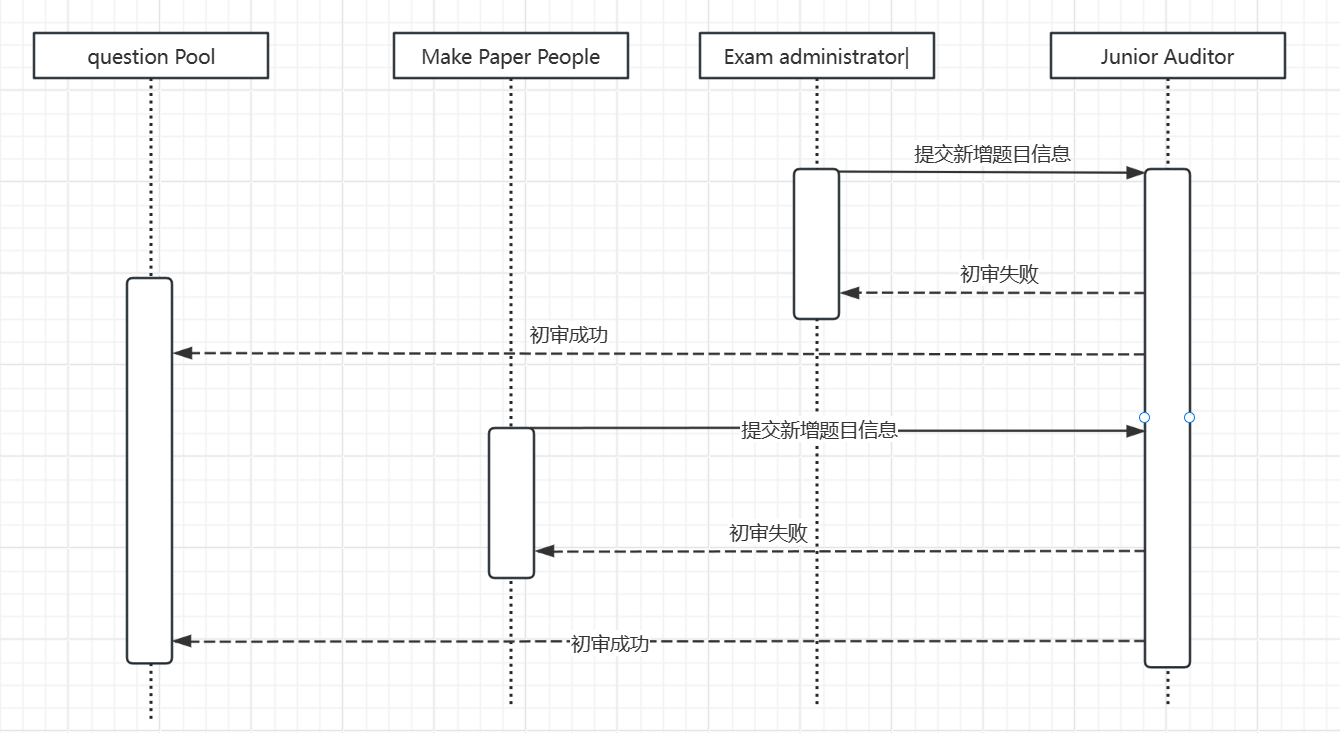 question Pool
Make Paper People
Exam administrator
Junior Auditor
提交新增题目信息
初审失败
初审成功
提交新增题目信息
初审失败
初审成功